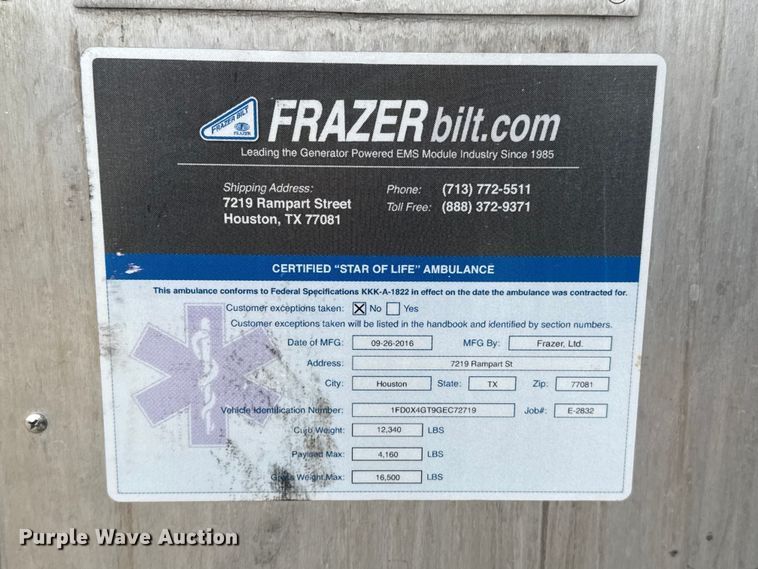 FRAZER BILT
FRAZER
FRAZERbilt.com
Leading the Generator Powered EMS Module Industry Since 1985
Shipping Address:
7219 Rampart Street
Houston, TX 77081
Phone: (713) 772-5511
Toll Free: (888) 372-9371
CERTIFIED "STAR OF LIFE" AMBULANCE
This ambulance conforms to Federal Specifications KKK-A-1822 in effect on the date the ambulance was contracted for.
Customer exceptions taken: No Yes
Customer exceptions taken will be listed in the handbook and identified by section numbers.
Date of MFG: 09-26-2016 MFG By: Frazer, Ltd.
Address: 7219 Rampart St
City: Houston State: TX Zip: 77081
Vehicle Identification Number: 1FD0X4GT9GEC72719 Job#: E-2832
Curb Weight: 12,340 LBS
Payload Max: 4,160 LBS
Gross Weight Max: 16,500 LBS
Purple Wave Auction